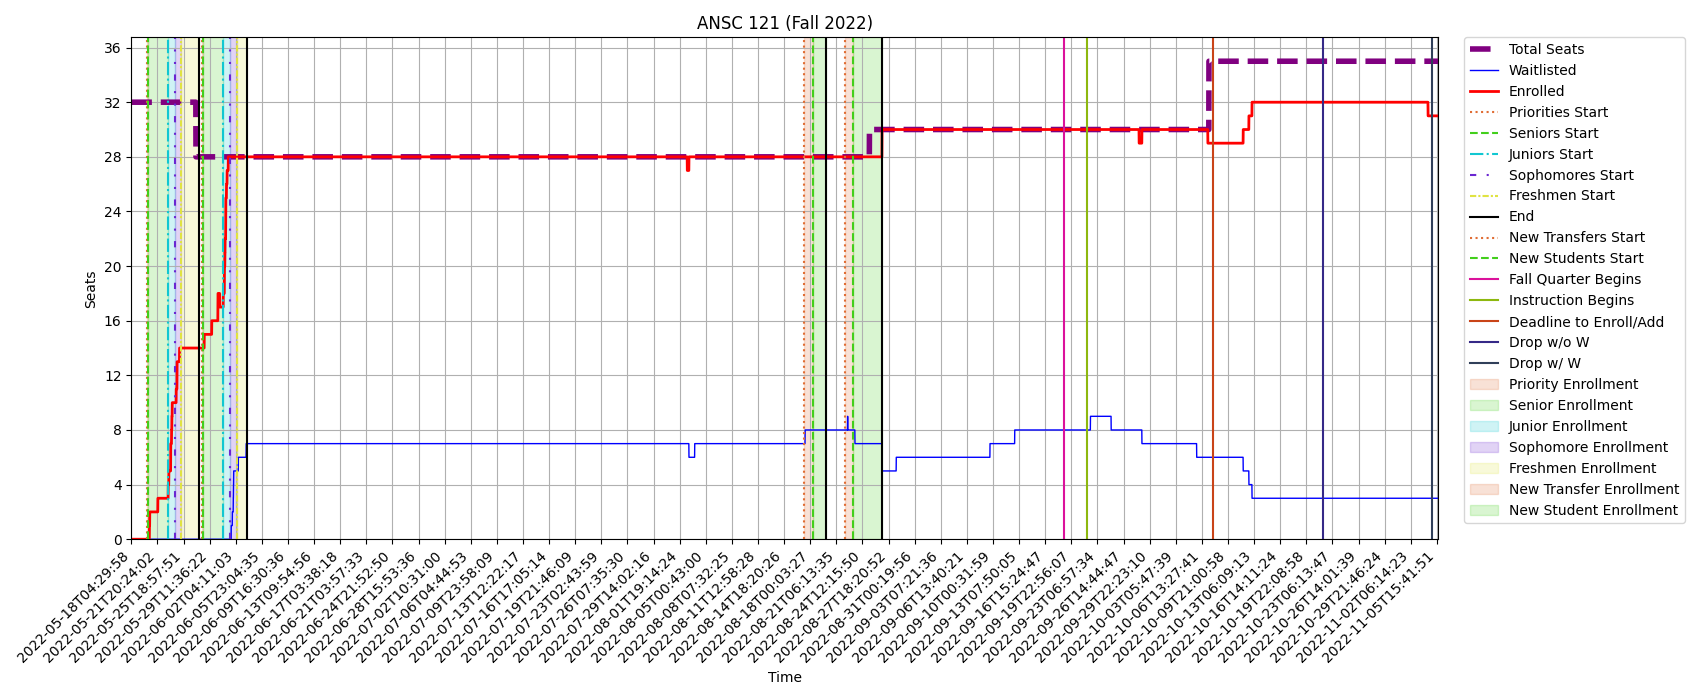 ANSC 121 (Fall 2022)
Seats
36
32
28
24
20
16
12
8
4
0
2022-05-18T04:29:58
2022-05-21T20:24:02
2022-05-25T18:57:51
2022-05-29T11:36:22
2022-06-02T04:11:03
2022-06-05T23:04:35
2022-06-09T16:30:36
2022-06-13T09:54:56
2022-06-17T03:38:18
2022-06-21T03:57:33
2022-06-24T21:52:50
2022-06-28T15:53:36
2022-07-02T10:31:00
2022-07-06T04:44:53
2022-07-09T23:58:09
2022-07-13T12:22:17
2022-07-16T17:05:14
2022-07-19T21:46:09
2022-07-23T02:43:59
2022-07-26T07:35:30
2022-07-29T14:02:16
2022-08-01T19:14:24
2022-08-05T00:43:00
2022-08-08T07:32:25
2022-08-11T12:58:28
2022-08-14T18:20:26
2022-08-18T00:03:27
2022-08-21T06:13:35
2022-08-24T12:15:50
2022-08-27T18:20:52
2022-08-31T00:19:56
2022-09-03T07:21:36
2022-09-06T13:40:21
2022-09-10T00:31:59
2022-09-13T07:50:05
2022-09-16T15:24:47
2022-09-19T22:56:07
2022-09-23T06:57:34
2022-09-26T14:44:47
2022-09-29T22:23:10
2022-10-03T05:47:39
2022-10-06T13:27:41
2022-10-09T21:00:58
2022-10-13T06:09:13
2022-10-16T14:11:24
2022-10-19T22:08:58
2022-10-23T06:13:47
2022-10-26T14:01:39
2022-10-29T21:46:24
2022-11-02T06:14:23
2022-11-05T15:41:51
Time
Total Seats
Waitlisted
Enrolled
Priorities Start
Seniors Start
Juniors Start
Sophomores Start
Freshmen Start
End
New Transfers Start
New Students Start
Fall Quarter Begins
Instruction Begins
Deadline to Enroll/Add
Drop w/o W
Drop w/ W
Priority Enrollment
Senior Enrollment
Junior Enrollment
Sophomore Enrollment
Freshmen Enrollment
New Transfer Enrollment
New Student Enrollment